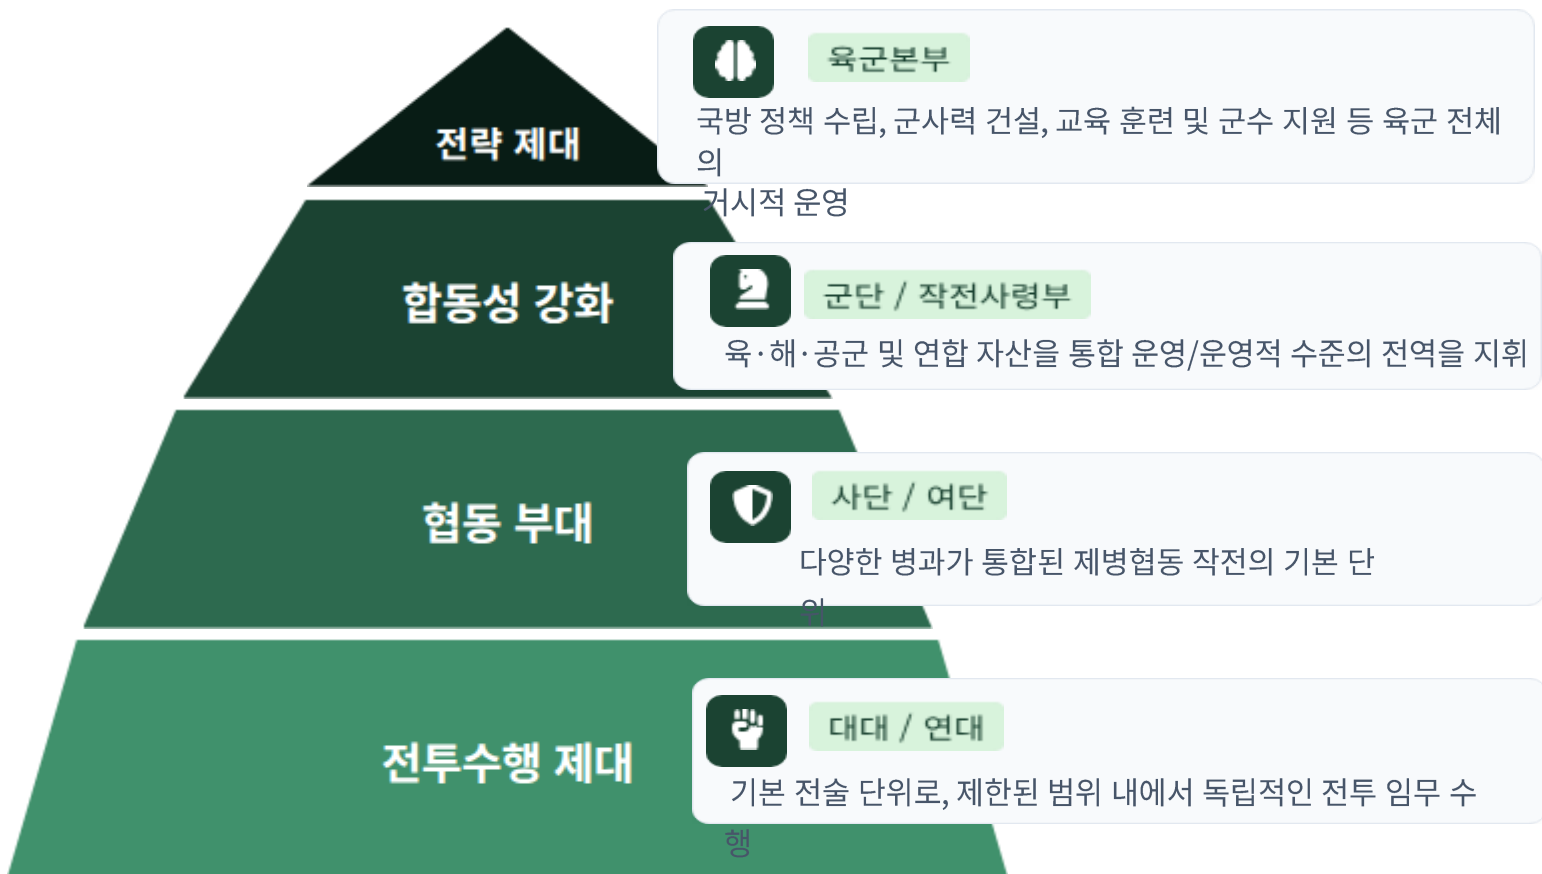 전략 제대
육군본부
국방 정책 수립, 군사력 건설, 교육 훈련 및 군수 지원 등 육군 전체
의
거시적 운영
합동성 강화
군단 / 작전사령부
육·해·공군 및 연합 자산을 통합 운영/운영적 수준의 전역을 지휘
협동 부대
사단 / 여단
다양한 병과가 통합된 제병협동 작전의 기본 단
위
전투수행 제대
대대 / 연대
기본 전술 단위로, 제한된 범위 내에서 독립적인 전투 임무 수
행